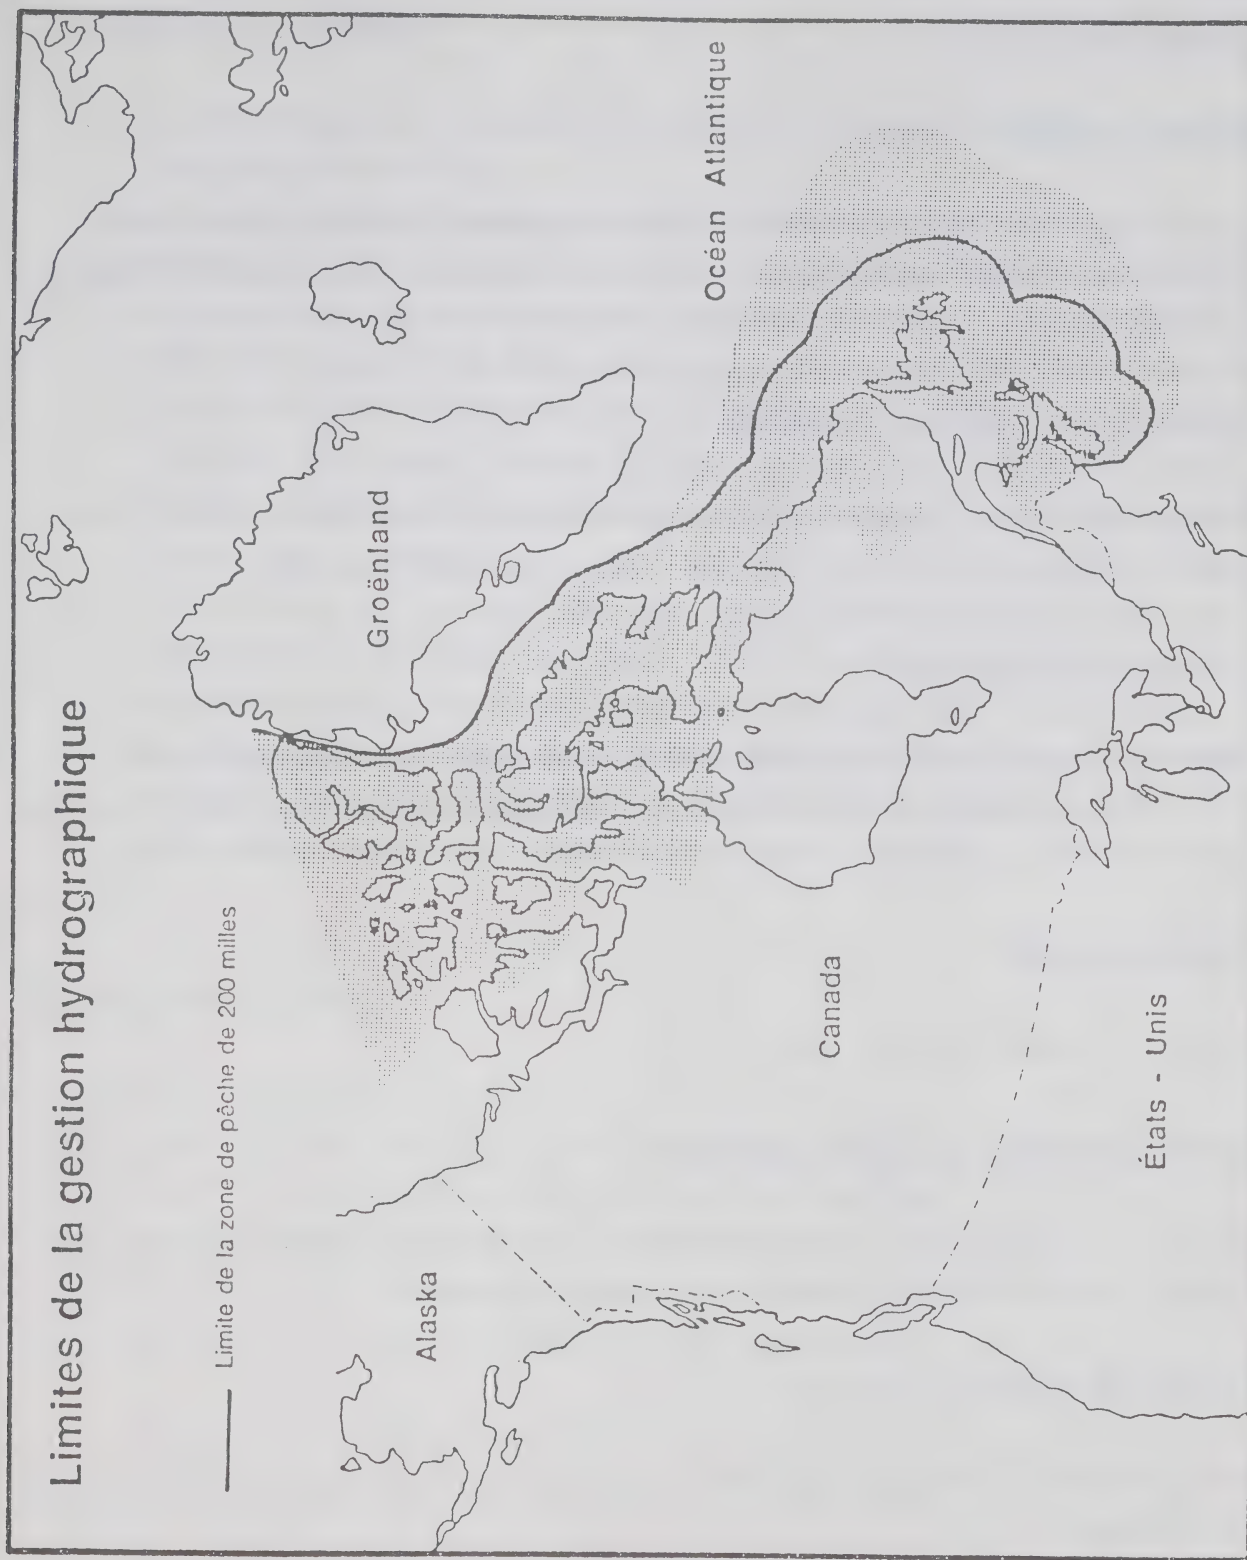 Limites de la gestion hydrographique
Limite de la zone de pêche de 200 milles
Alaska
Groënland
Océan Atlantique
Canada
États - Unis